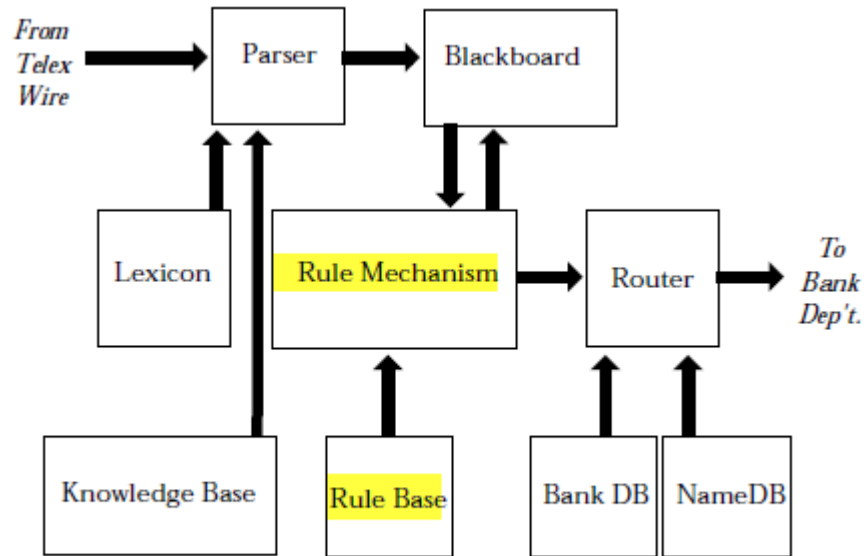 From
Telex
Wire
Parser
Blackboard
Lexicon
Rule Mechanism
Router
To
Bank
Dep't.
Knowledge Base
Rule Base
Bank DB
NameDB